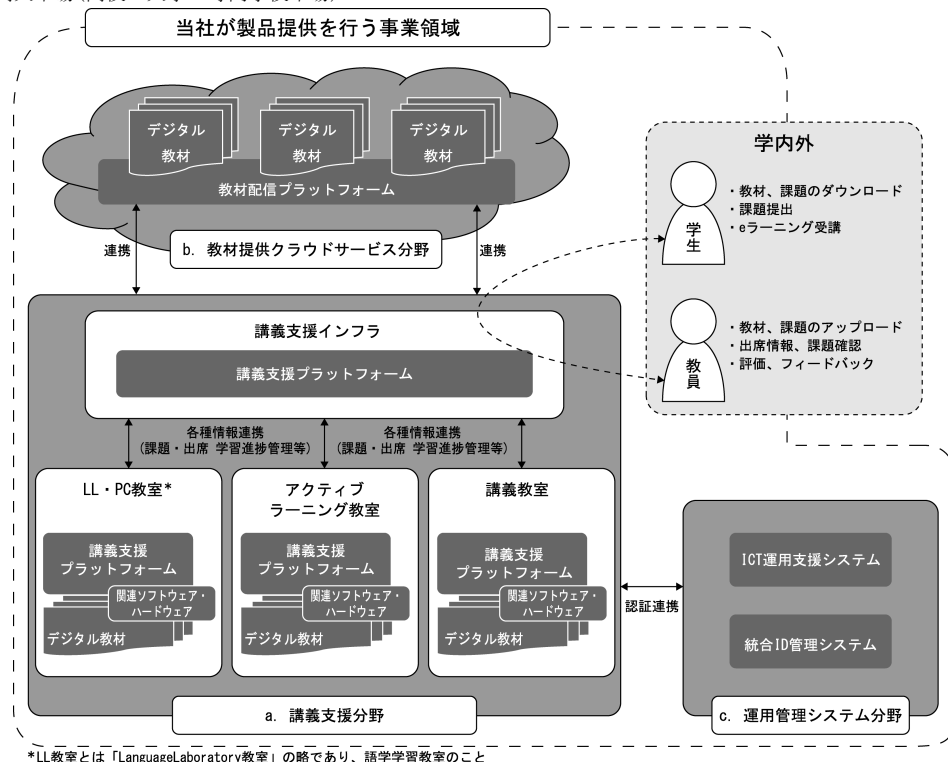 当社が製品提供を行う事業領域
デジタル
教材
デジタル
教材
デジタル
教材
教材配信プラットフォーム
連携
連携
b. 教材提供クラウドサービス分野
学内外
学生
・教材、課題のダウンロード
・課題提出
・eラーニング受講
教員
・教材、課題のアップロード
・出席情報、課題確認
・評価、フィードバック
講義支援インフラ
講義支援プラットフォーム
各種情報連携
(課題・出席 学習進捗管理等)
各種情報連携
(課題・出席 学習進捗管理等)
LL・PC教室*
講義支援
プラットフォーム
関連ソフトウェア・
ハードウェア
デジタル教材
アクティブ
ラーニング教室
講義支援
プラットフォーム
関連ソフトウェア・
ハードウェア
デジタル教材
講義教室
講義支援
プラットフォーム
関連ソフトウェア・
ハードウェア
デジタル教材
a. 講義支援分野
認証連携
ICT運用支援システム
統合ID管理システム
c. 運用管理システム分野
*LL教室とは「LanguageLaboratory教室」の略であり、語学学習教室のこと